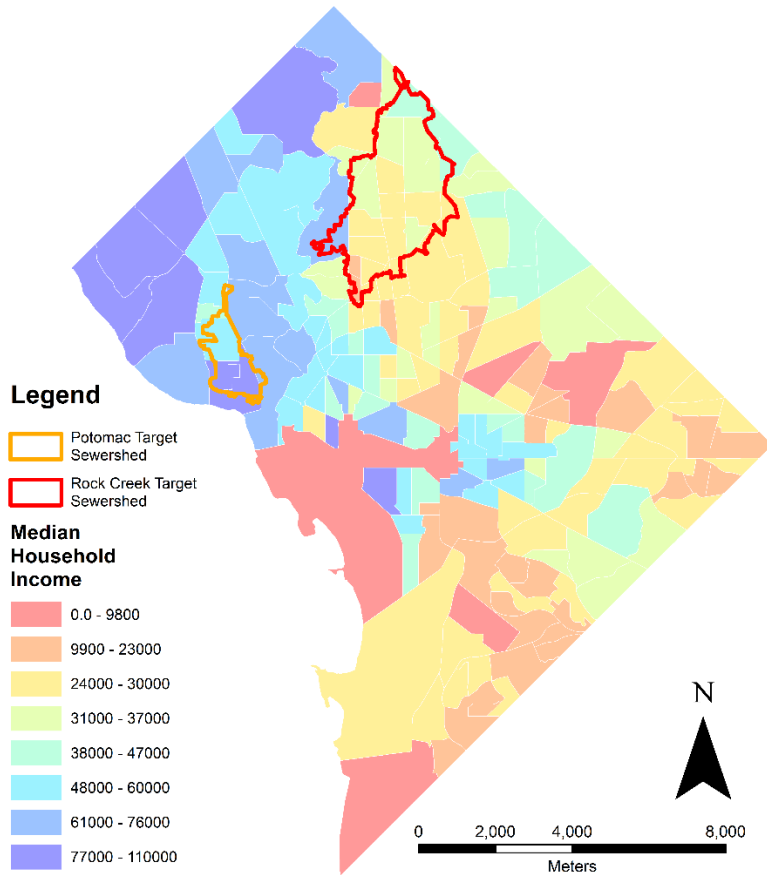 Legend
Potomac Target
Sewershed
Rock Creek Target
Sewershed
Median
Household
Income
0.0 - 9800
9900 - 23000
24000 - 30000
31000 - 37000
38000 - 47000
48000 - 60000
61000 - 76000
77000 - 110000
N
0 2,000 4,000 8,000
Meters